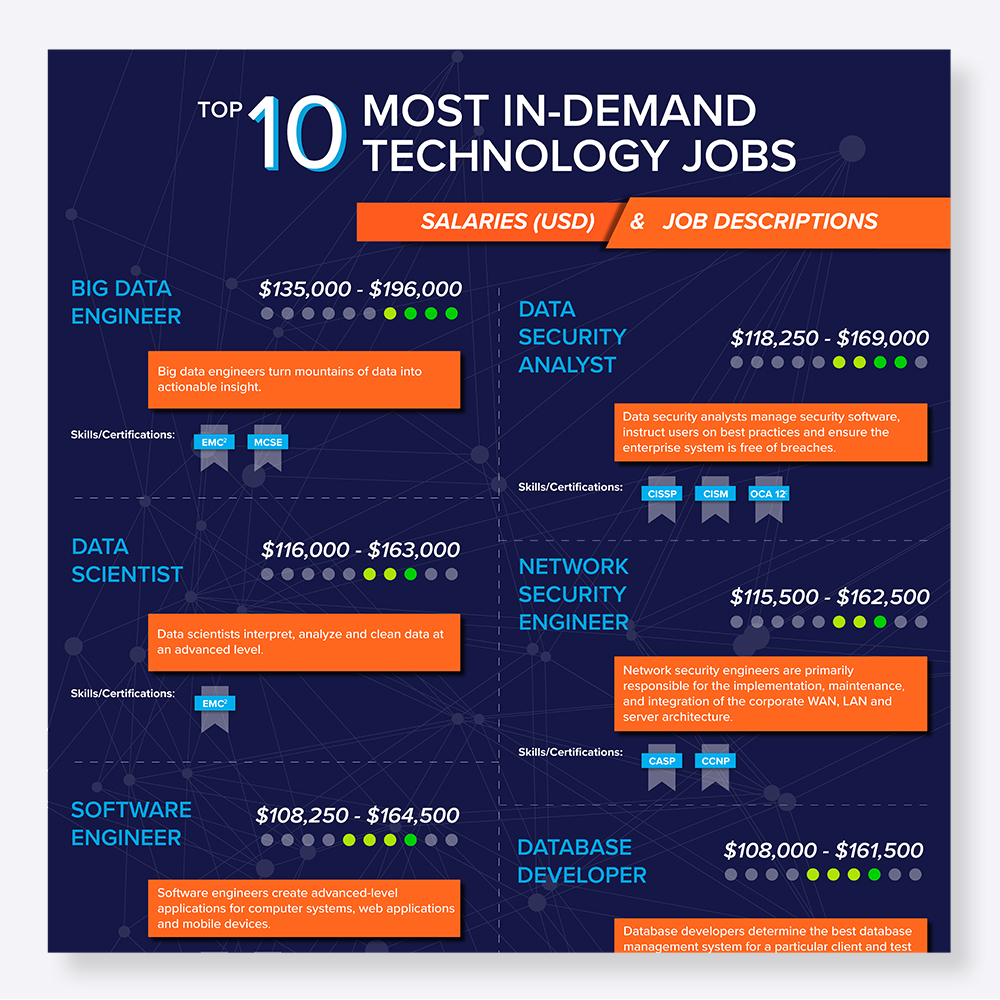 TOP 10 MOST IN-DEMAND
TECHNOLOGY JOBS
SALARIES (USD) & JOB DESCRIPTIONS
BIG DATA
ENGINEER
$135,000 - $196,000
Big data engineers turn mountains of data into
actionable insight.
Skills/Certifications:
EMC²
MCSE
DATA
SECURITY
ANALYST
$118,250 - $169,000
Data security analysts manage security software,
instruct users on best practices and ensure the
enterprise system is free of breaches.
Skills/Certifications:
CISSP
CISM
OCA 12ᶜ
DATA
SCIENTIST
$116,000 - $163,000
Data scientists interpret, analyze and clean data at
an advanced level.
Skills/Certifications:
EMC²
NETWORK
SECURITY
ENGINEER
$115,500 - $162,500
Network security engineers are primarily
responsible for the implementation, maintenance,
and integration of the corporate WAN, LAN and
server architecture.
Skills/Certifications:
CASP
CCNP
SOFTWARE
ENGINEER
$108,250 - $164,500
Software engineers create advanced-level
applications for computer systems, web applications
and mobile devices.
DATABASE
DEVELOPER
$108,000 - $161,500
Database developers determine the best database
management system for a particular client and test